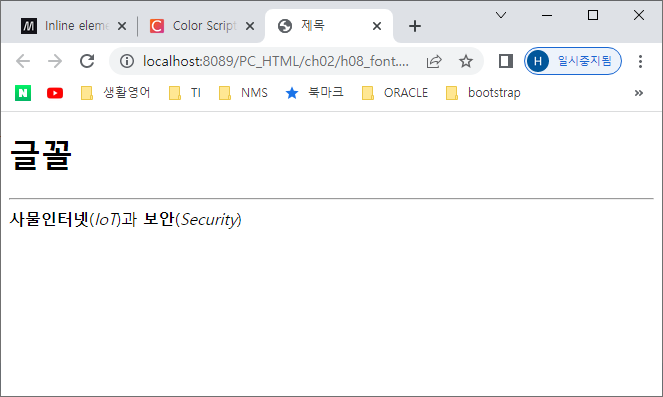 Inline eleme
Color Script
제목
localhost:8089/PC_HTML/ch02/h08_font....
H
일시중지됨
N
생활영어
TI
NMS
북마크
ORACLE
bootstrap
글꼴
사물인터넷(IoT)과 보안(Security)